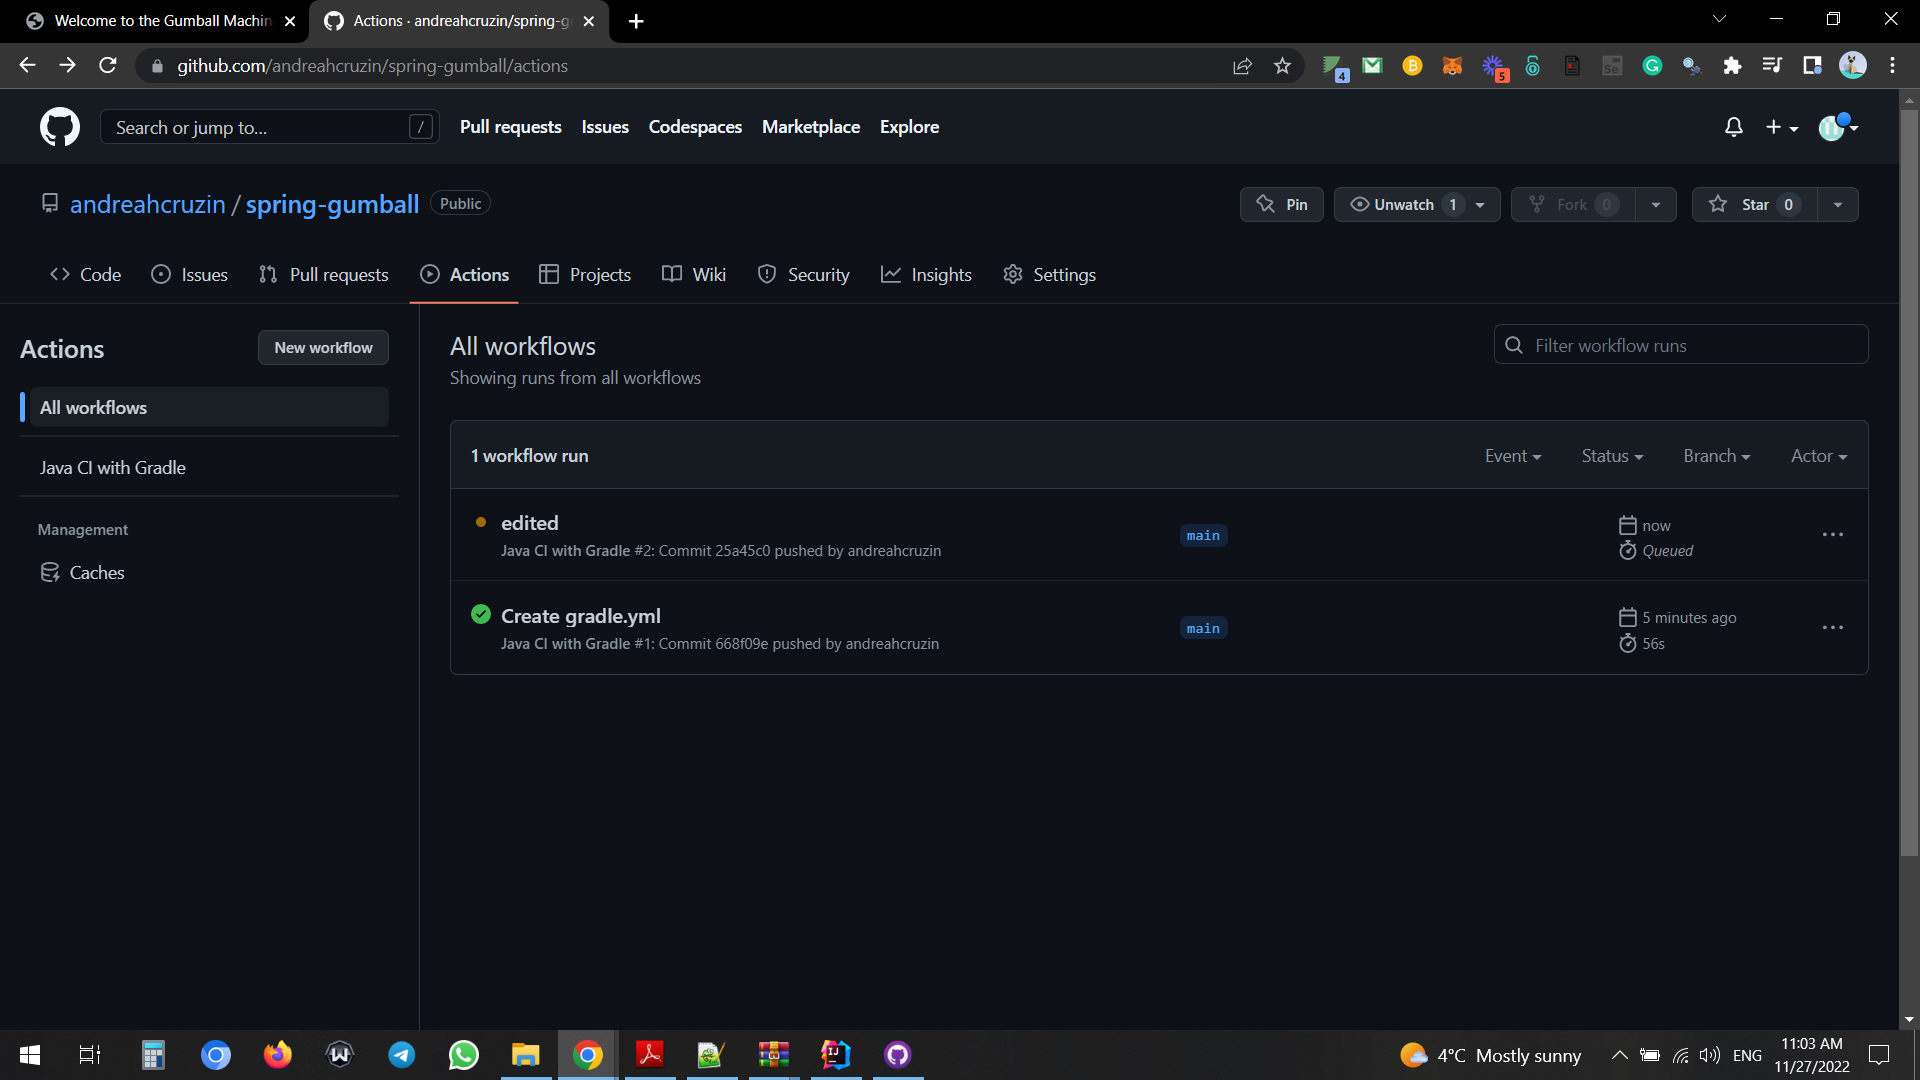 Welcome to the Gumball Machin
Actions · andreahcruzin/spring-g
github.com/andreahcruzin/spring-gumball/actions
4
5
Search or jump to...
/
Pull requests
Issues
Codespaces
Marketplace
Explore
andreahcruzin / spring-gumball
Public
Pin
Unwatch 1
Fork 0
Star 0
Code
Issues
Pull requests
Actions
Projects
Wiki
Security
Insights
Settings
Actions
New workflow
All workflows
Java CI with Gradle
Management
Caches
All workflows
Showing runs from all workflows
Filter workflow runs
1 workflow run
Event
Status
Branch
Actor
edited
Java CI with Gradle #2: Commit 25a45c0 pushed by andreahcruzin
main
now
Queued
Create gradle.yml
Java CI with Gradle #1: Commit 668f09e pushed by andreahcruzin
main
5 minutes ago
56s
4°C Mostly sunny
ENG
11:03 AM
11/27/2022